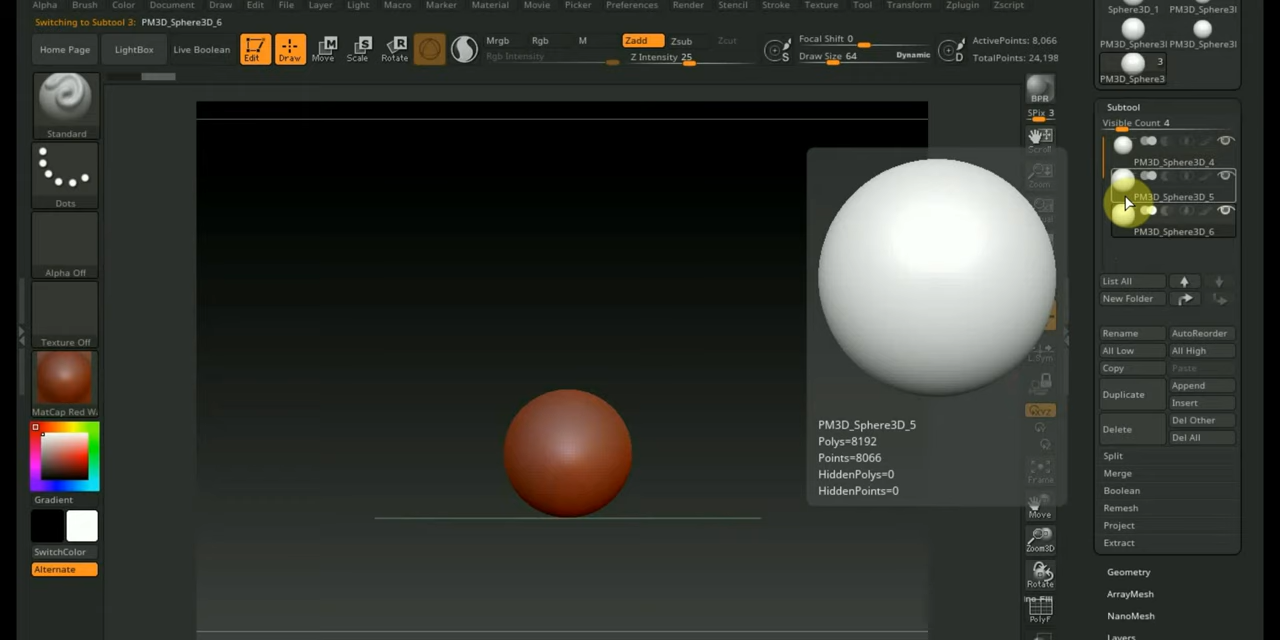 Alpha Brush Color Document Draw Edit File Layer Light Macro Marker Material Movie Picker Preferences Render Stencil Stroke Texture Tool Transform Zplugin Zscript
Switching to Subtool 3: PM3D_Sphere3D_6
Home Page
LightBox
Live Boolean
Edit
Draw
Move
Scale
Rotate
Mrgb Rgb M
Rgb Intensity
Zadd Zsub Zcut
Z Intensity 25
Focal Shift 0
Draw Size 64
Dynamic
ActivePoints: 8,066
TotalPoints: 24,198
Standard
Dots
Alpha Off
Texture Off
MatCap Red W
Gradient
SwitchColor
Alternate
PM3D_Sphere3D_5
Polys=8192
Points=8066
HiddenPolys=0
HiddenPoints=0
BPR
SPix 3
Scroll
Zoom
L.Sym
XYZ
Frame
Move
Zoom3D
Rotate
PolyF
Sphere3D_1
PM3D_Sphere3I
PM3D_Sphere3I
PM3D_Sphere3I
3
PM3D_Sphere3
Subtool
Visible Count 4
PM3D_Sphere3D_4
PM3D_Sphere3D_5
PM3D_Sphere3D_6
List All
New Folder
Rename
AutoReorder
All Low
All High
Copy
Paste
Duplicate
Append
Insert
Delete
Del Other
Del All
Split
Merge
Boolean
Remesh
Project
Extract
Geometry
ArrayMesh
NanoMesh
Layers